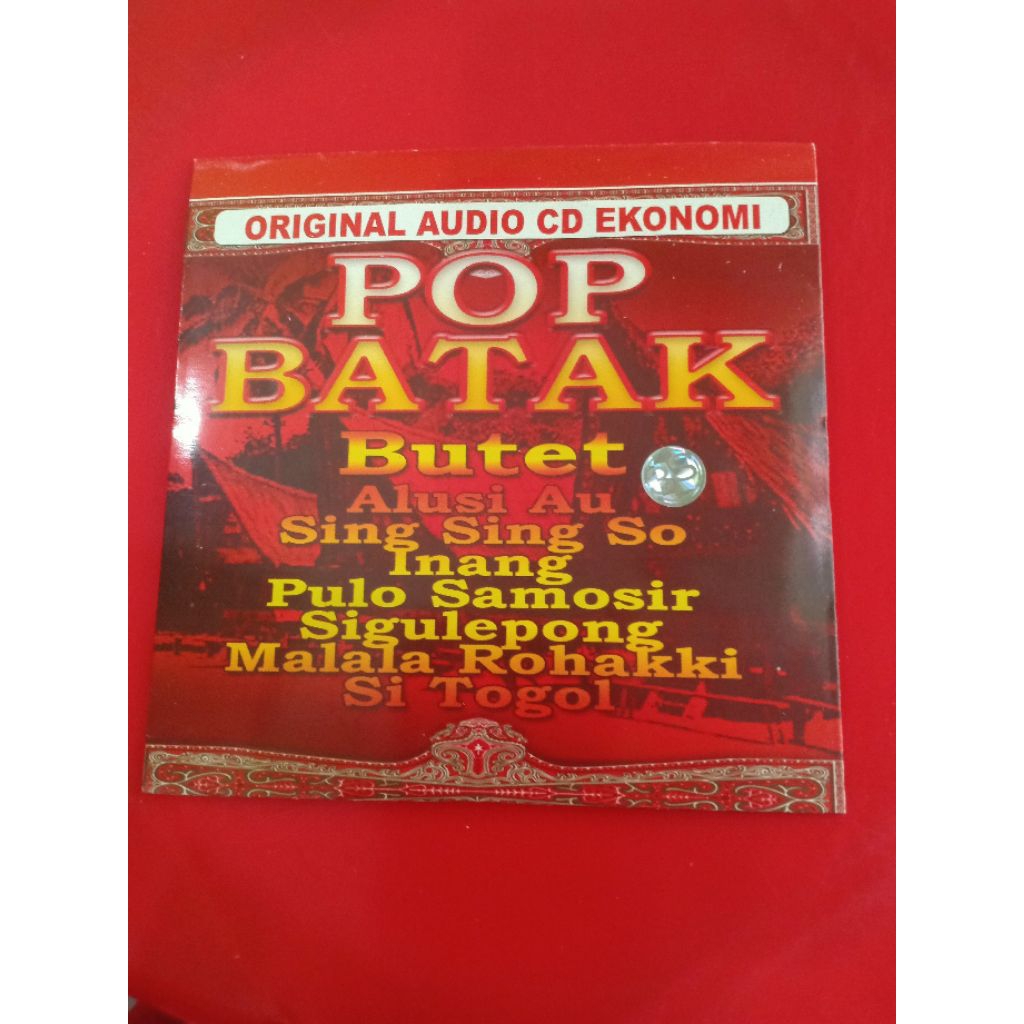 ORIGINAL AUDIO CD EKONOMI
POP
BATAK
Butet
Alusi Au
Sing Sing So
Inang
Pulo Samosir
Sigulepong
Malala Rohakki
Si Togol